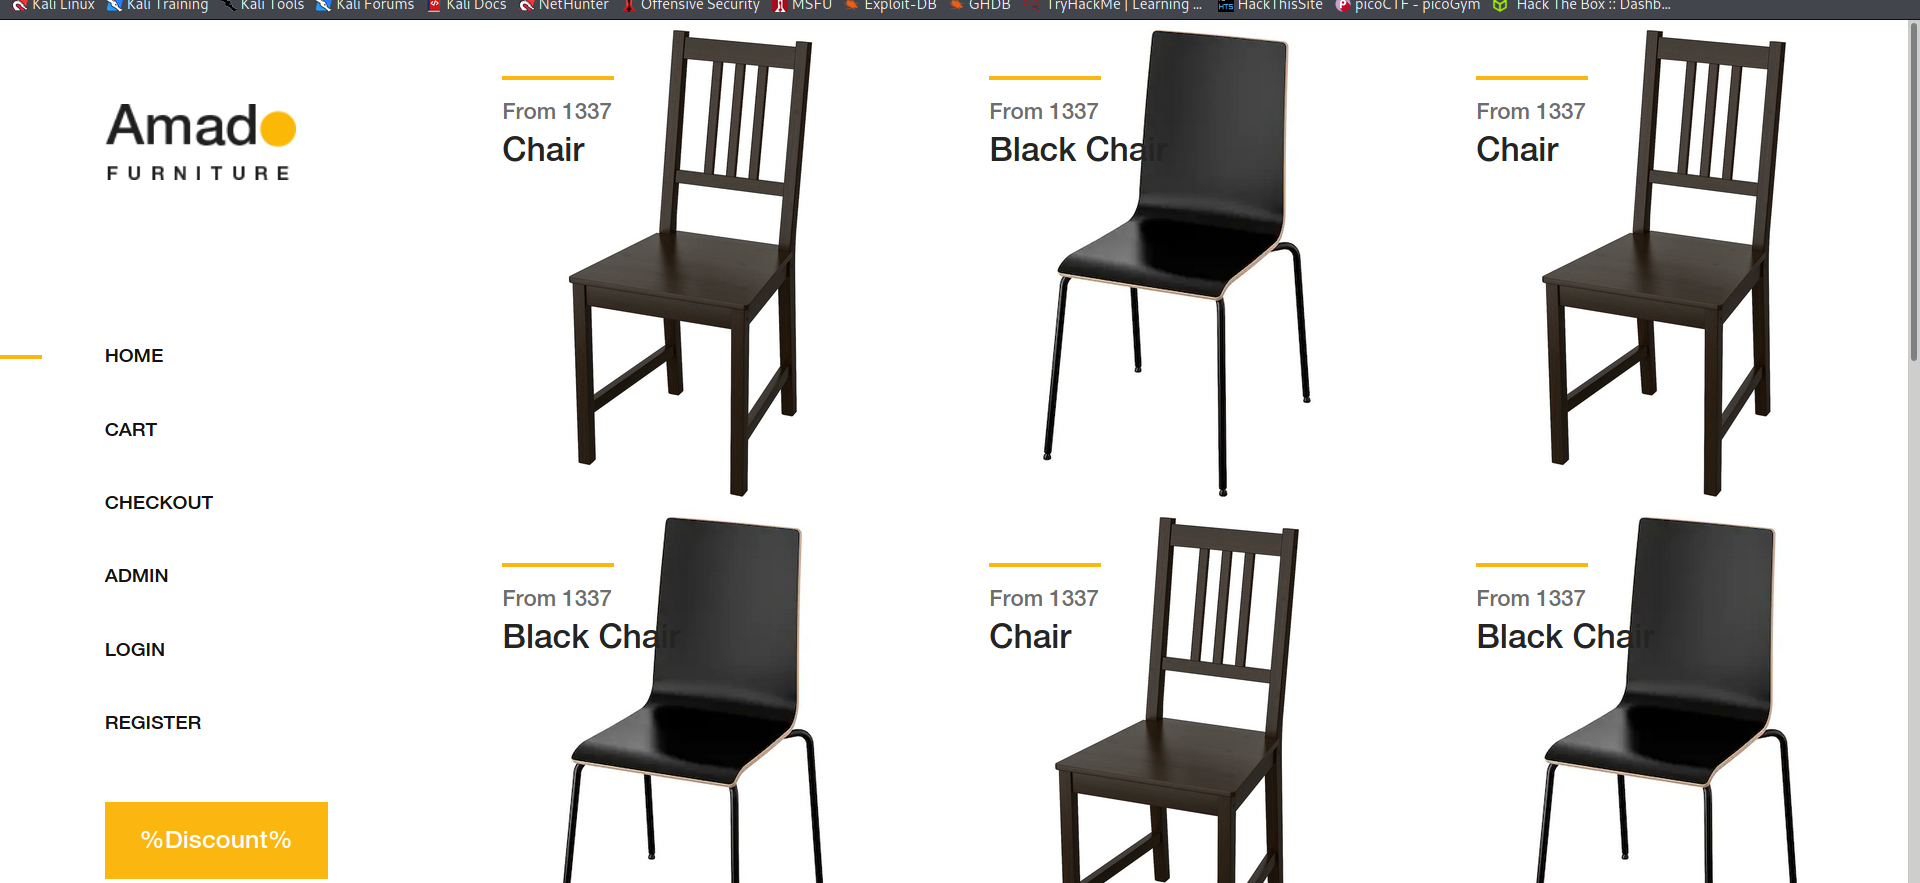 Kali Linux Kali Training Kali Tools Kali Forums Kali Docs NetHunter Offensive Security MSFU Exploit-DB GHDB TryHackMe | Learning ... HackThisSite picoCTF - picoGym Hack The Box :: Dashb...
Amado
FURNITURE
HOME
CART
CHECKOUT
ADMIN
LOGIN
REGISTER
%Discount%
From 1337
Chair
From 1337
Black Chair
From 1337
Chair
From 1337
Black Chair
From 1337
Chair
From 1337
Black Chair